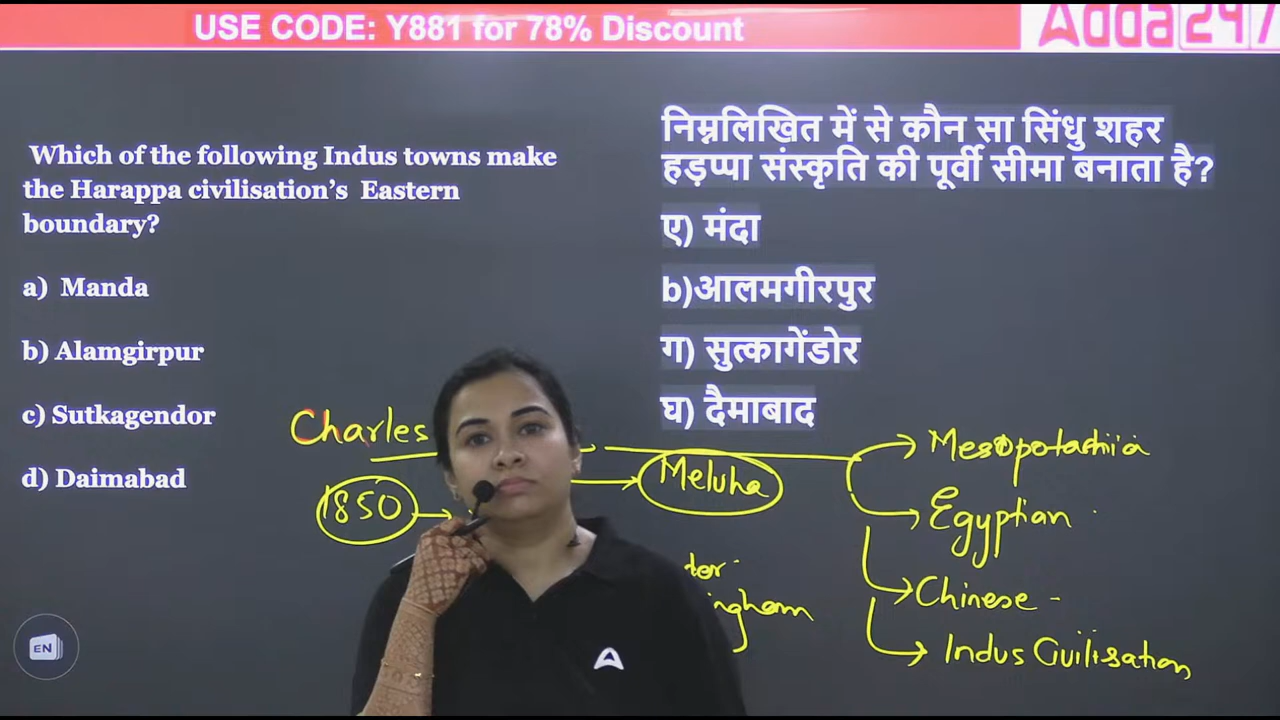 USE CODE: Y881 for 78% Discount
Adda247
Which of the following Indus towns make
the Harappa civilisation's Eastern
boundary?
a) Manda
b) Alamgirpur
c) Sutkagendor
d) Daimabad
निम्नलिखित में से कौन सा सिंधु शहर
हड़प्पा संस्कृति की पूर्वी सीमा बनाता है?
ए) मंदा
b)आलमगीरपुर
ग) सुत्कागेंडोर
घ) दैमाबाद
Charles
1850
Meluha
Mesopotamia
Egyptian
Chinese -
Indus Civilisation
EN